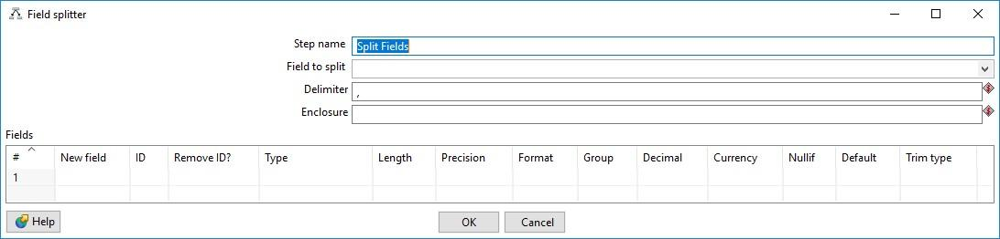 Field splitter
Step name Split Fields
Field to split
Delimiter ,
Enclosure
Fields
# New field ID Remove ID? Type Length Precision Format Group Decimal Currency Nullif Default Trim type
1
Help OK Cancel